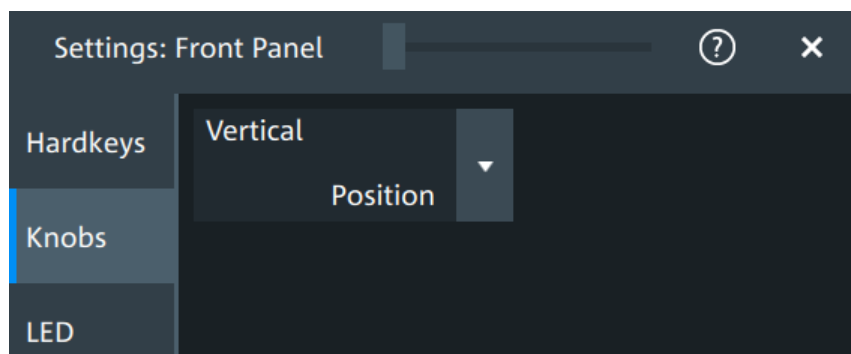 Settings: Front Panel
?
Hardkeys
Vertical
Position
Knobs
LED